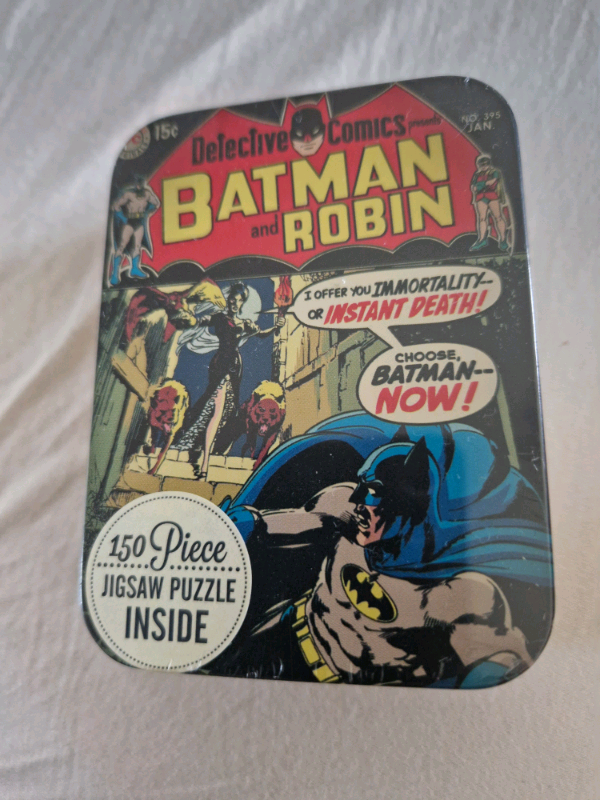 15¢
Detective Comics presents
NO. 395
JAN.
BATMAN
and ROBIN
I OFFER YOU IMMORTALITY--
OR INSTANT DEATH!
CHOOSE,
BATMAN--
NOW!
150 Piece
JIGSAW PUZZLE
INSIDE